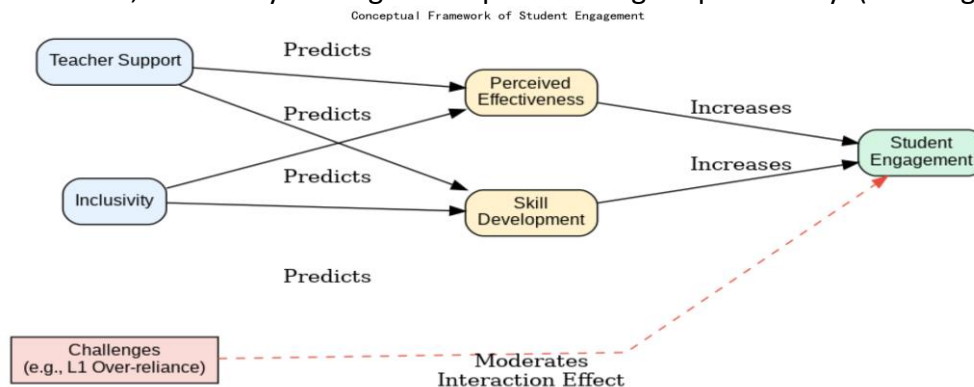 Conceptual Framework of Student Engagement
Teacher Support
Predicts
Perceived
Effectiveness
Predicts
Increases
Student
Engagement
Increases
Predicts
Inclusivity
Skill
Development
Predicts
Challenges
(e.g., L1 Over-reliance)
Moderates
Interaction Effect